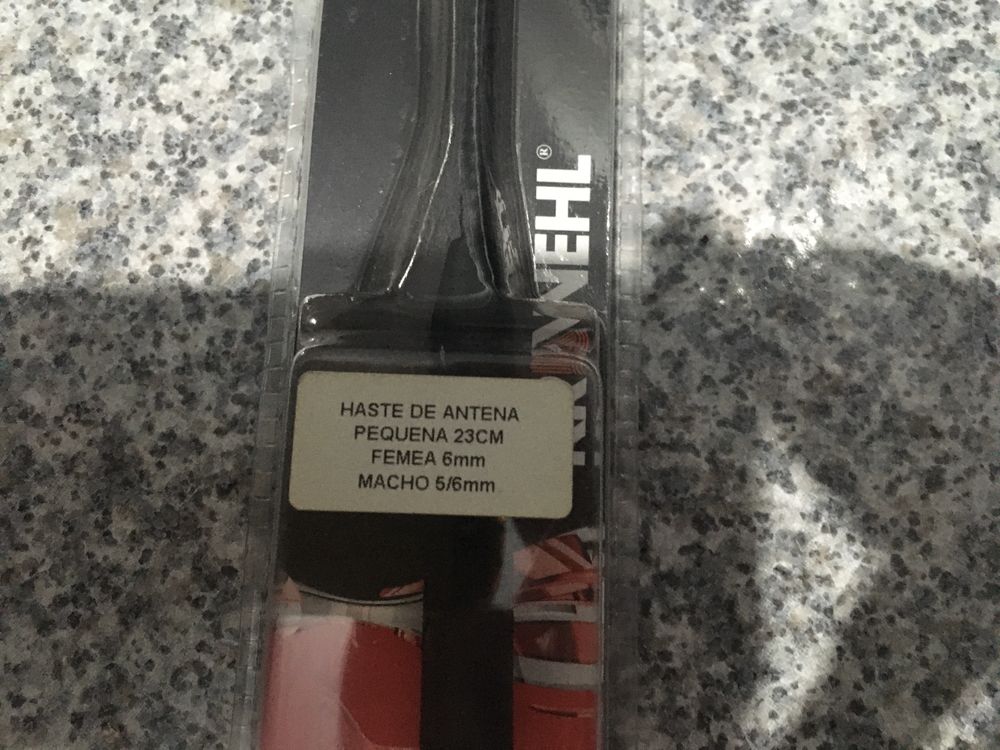 HASTE DE ANTENA
PEQUENA 23CM
FEMEA 6mm
MACHO 5/6mm